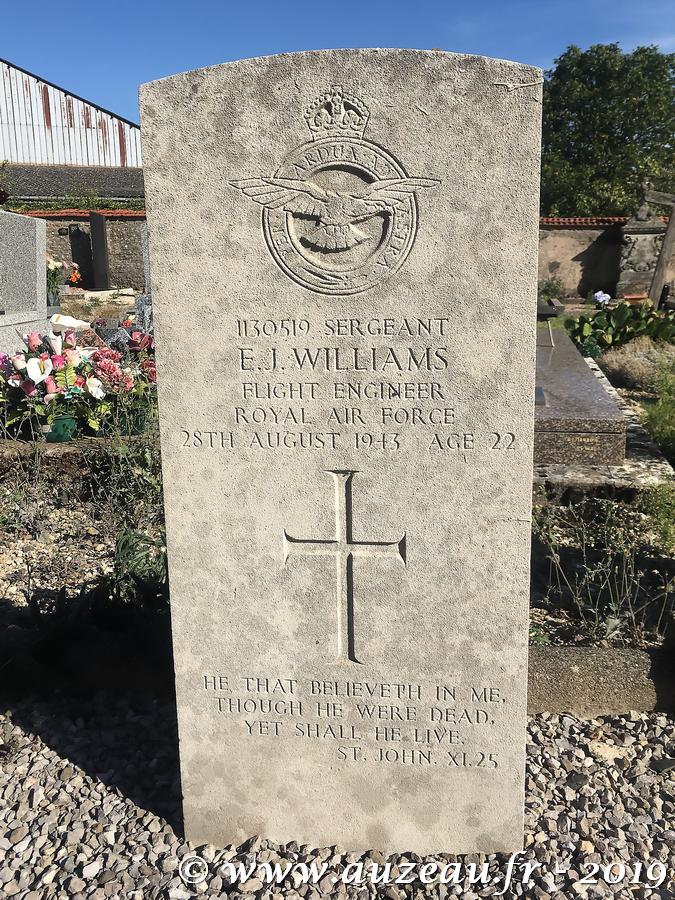 PER ARDUA AD ASTRA
1130519 SERGEANT
E.J. WILLIAMS
FLIGHT ENGINEER
ROYAL AIR FORCE
28TH AUGUST 1943 AGE 22
HE THAT BELIEVETH IN ME,
THOUGH HE WERE DEAD,
YET SHALL HE LIVE.
ST. JOHN. XI.25
© www.auzeau.fr - 2019